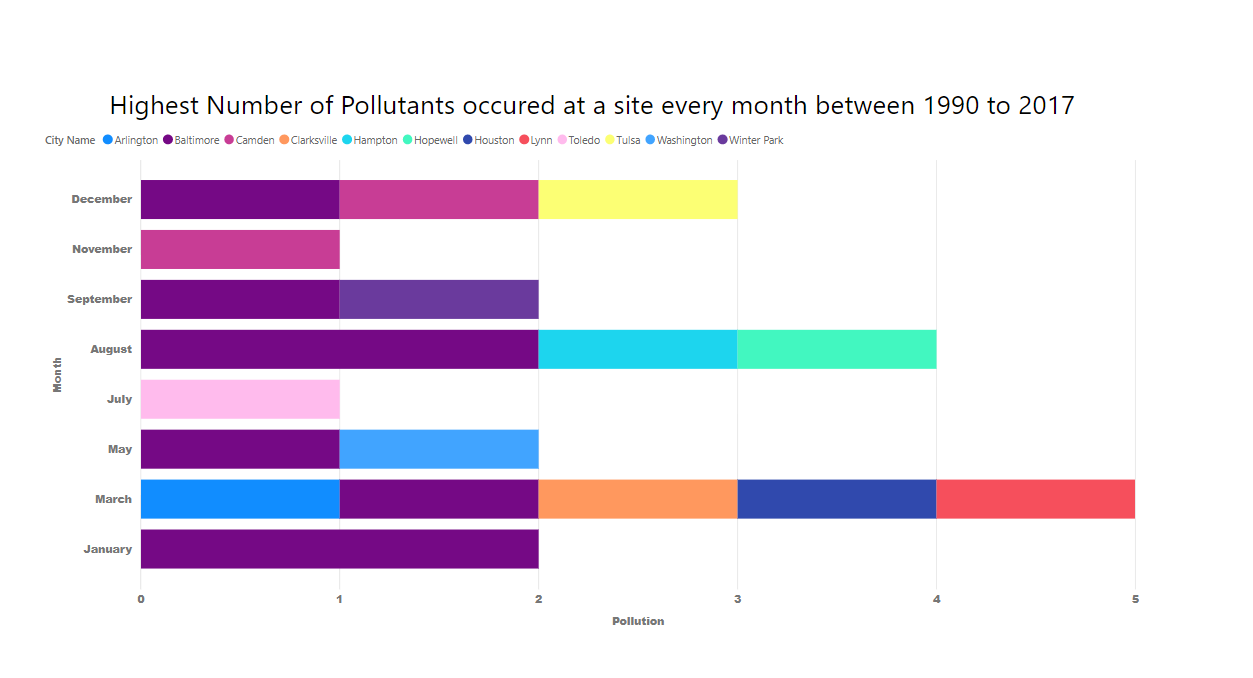 Highest Number of Pollutants occured at a site every month between 1990 to 2017
City Name Arlington Baltimore Camden Clarksville Hampton Hopewell Houston Lynn Toledo Tulsa Washington Winter Park
December
November
September
August
Month
July
May
March
January
0 1 2 3 4 5
Pollution